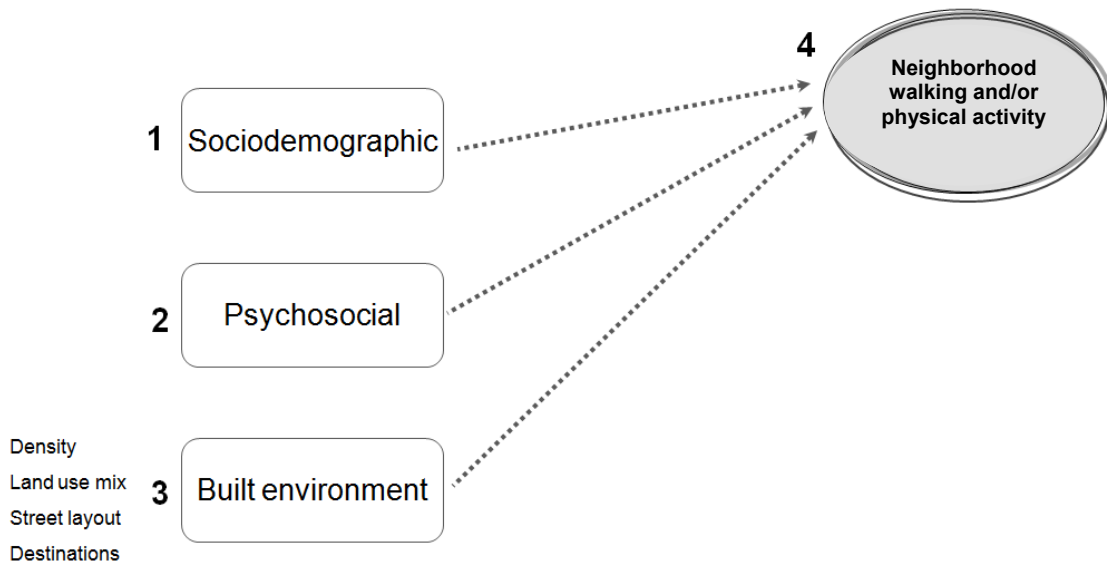 4
Neighborhood
walking and/or
physical activity
1
Sociodemographic
2
Psychosocial
Density
Land use mix
Street layout
Destinations
3
Built environment